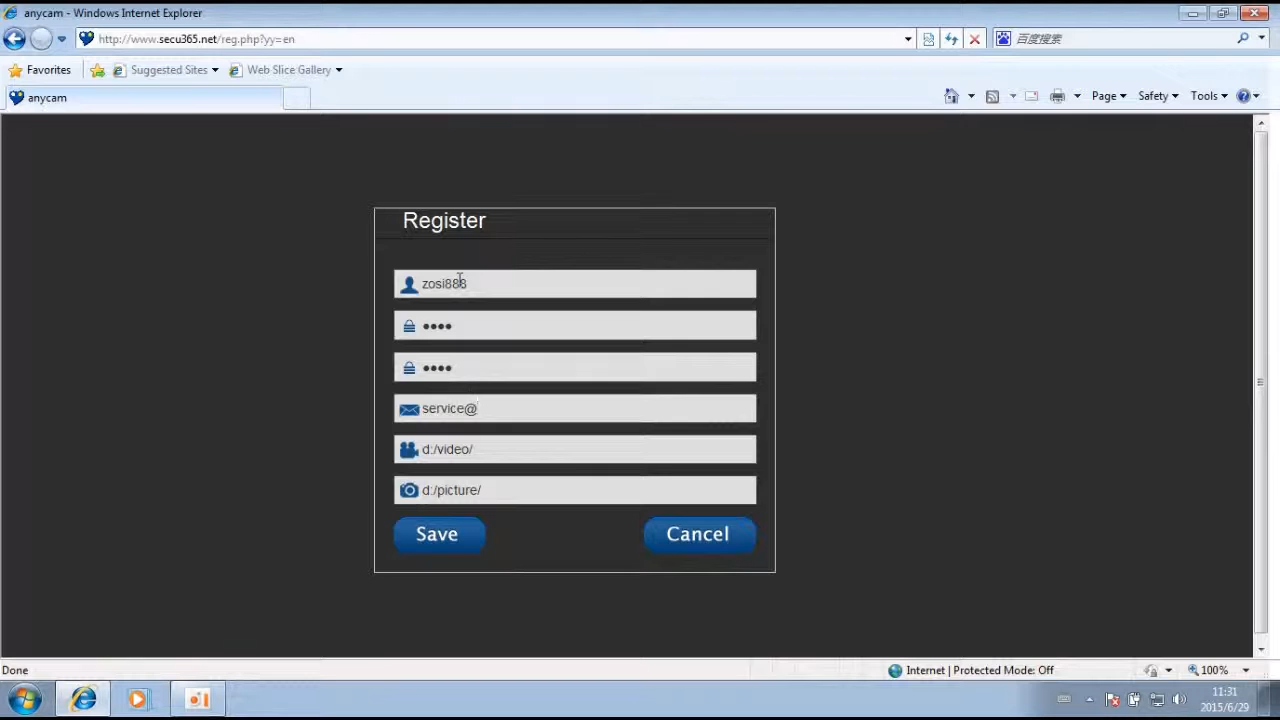 anycam - Windows Internet Explorer
http://www.secu365.net/reg.php?yy=en
百度搜索
Favorites Suggested Sites Web Slice Gallery
anycam
Page Safety Tools
Register
zosi888
••••
••••
service@
d:/video/
d:/picture/
Save Cancel
Done Internet | Protected Mode: Off 100%
11:31
2015/6/29